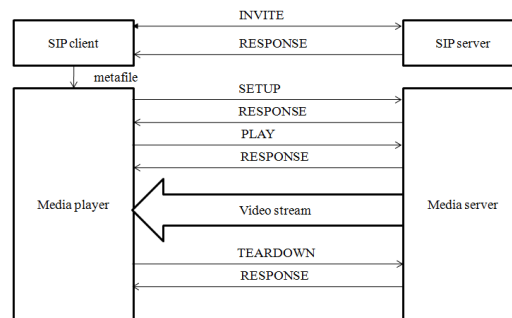 INVITE
SIP client
RESPONSE
SIP server
metafile
SETUP
RESPONSE
PLAY
RESPONSE
Media player
Video stream
Media server
TEARDOWN
RESPONSE